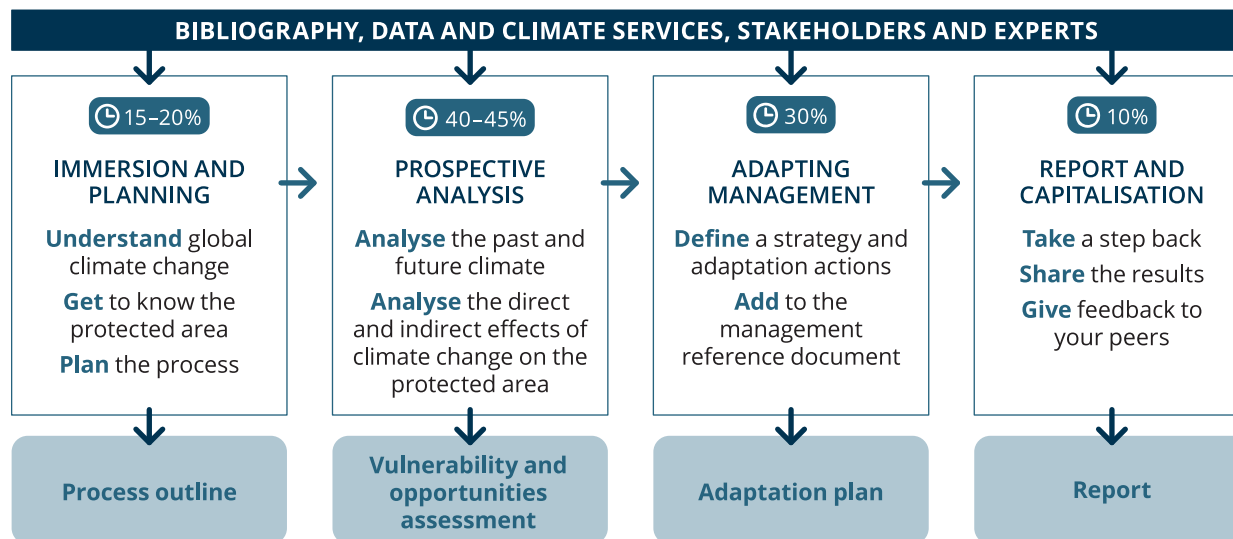 BIBLIOGRAPHY, DATA AND CLIMATE SERVICES, STAKEHOLDERS AND EXPERTS
15–20%
IMMERSION AND
PLANNING
Understand global
climate change
Get to know the
protected area
Plan the process
Process outline
40–45%
PROSPECTIVE
ANALYSIS
Analyse the past and
future climate
Analyse the direct
and indirect effects of
climate change on the
protected area
Vulnerability and
opportunities
assessment
30%
ADAPTING
MANAGEMENT
Define a strategy and
adaptation actions
Add to the
management
reference document
Adaptation plan
10%
REPORT AND
CAPITALISATION
Take a step back
Share the results
Give feedback to
your peers
Report